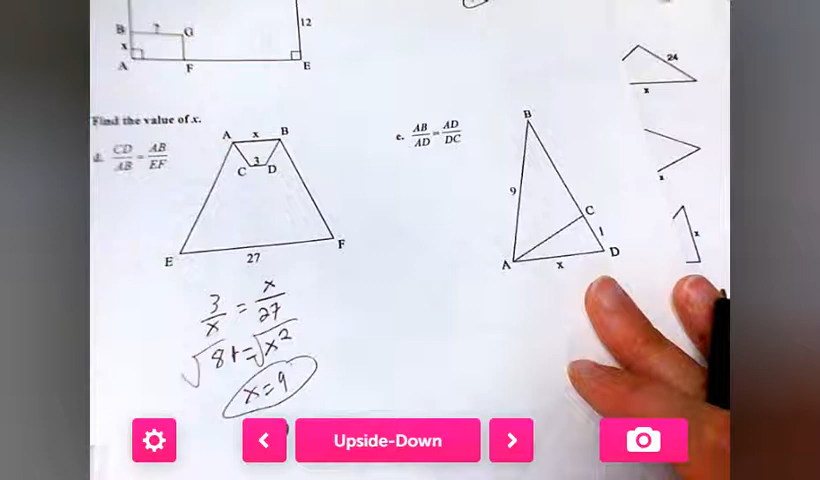 B ? G
12
x
A F E
24
x
Find the value of x.
d. CD/AB = AB/EF
A x B
3
C D
E F
27
e. AB/AD = AD/DC
B
9
C
1
A x D
x
x
3/x = x/27
√81 = √x²
x = 9
Upside-Down